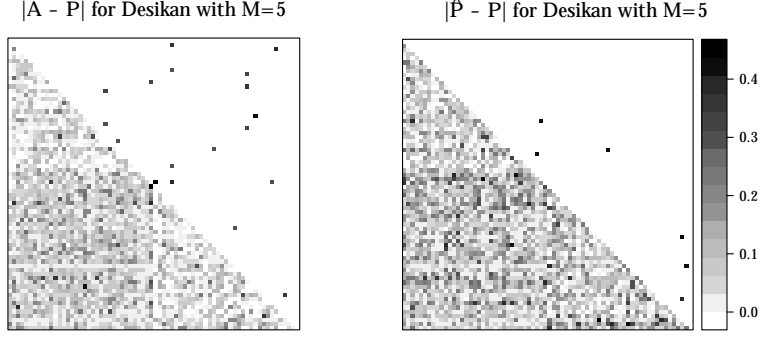 |A - P| for Desikan with M=5
|P̂ - P| for Desikan with M=5
0.4
0.3
0.2
0.1
0.0